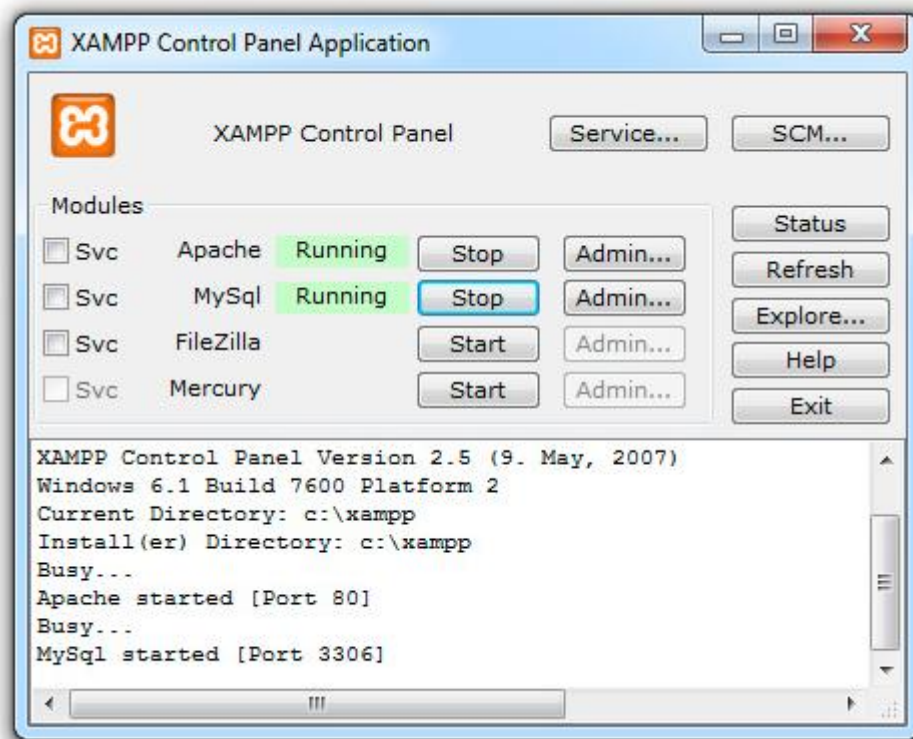 XAMPP Control Panel Application
XAMPP Control Panel Service... SCM...
Modules
Status
Svc Apache Running Stop Admin...
Refresh
Svc MySql Running Stop Admin...
Explore...
Svc FileZilla Start Admin...
Help
Svc Mercury Start Admin...
Exit
XAMPP Control Panel Version 2.5 (9. May, 2007)
Windows 6.1 Build 7600 Platform 2
Current Directory: c:\xampp
Install(er) Directory: c:\xampp
Busy...
Apache started [Port 80]
Busy...
MySql started [Port 3306]